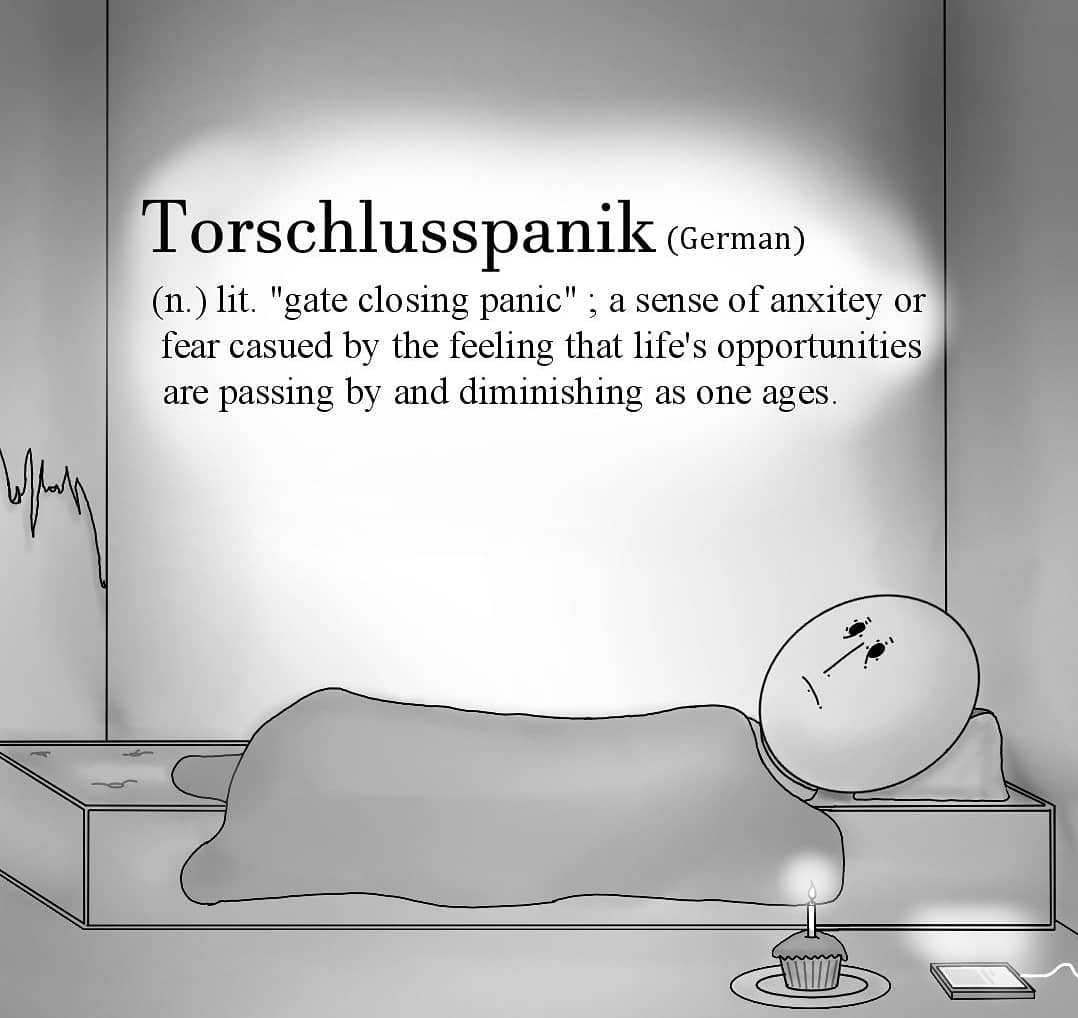 Torschlusspanik (German)
(n.) lit. "gate closing panic" ; a sense of anxitey or
fear casued by the feeling that life's opportunities
are passing by and diminishing as one ages.